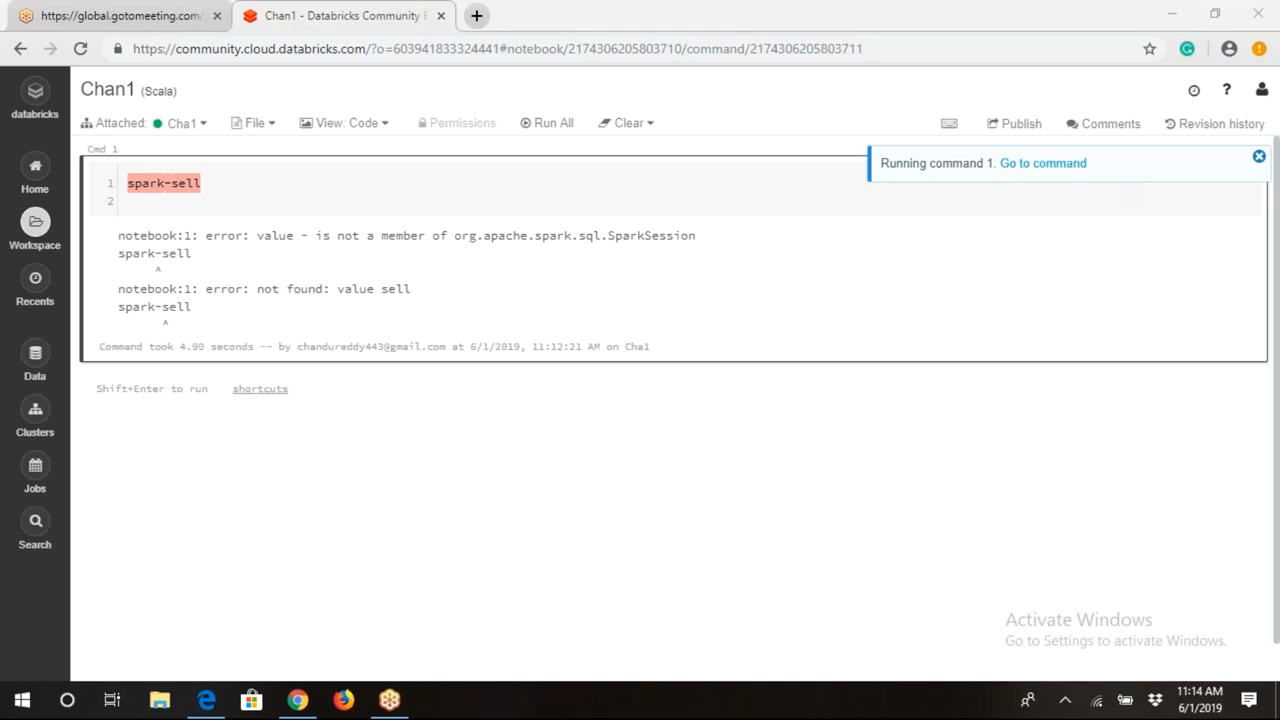 https://global.gotomeeting.com/
Chan1 - Databricks Community E
https://community.cloud.databricks.com/?o=603941833324441#notebook/2174306205803710/command/2174306205803711
databricks
Chan1 (Scala)
Attached: Cha1 File View: Code Permissions Run All Clear Publish Comments Revision history
Cmd 1
Running command 1. Go to command
1 spark-sell
2
notebook:1: error: value - is not a member of org.apache.spark.sql.SparkSession
spark-sell
^
notebook:1: error: not found: value sell
spark-sell
^
Command took 4.90 seconds -- by chandureddy443@gmail.com at 6/1/2019, 11:12:21 AM on Cha1
Shift+Enter to run shortcuts
Home
Workspace
Recents
Data
Clusters
Jobs
Search
Activate Windows
Go to Settings to activate Windows.
11:14 AM
6/1/2019